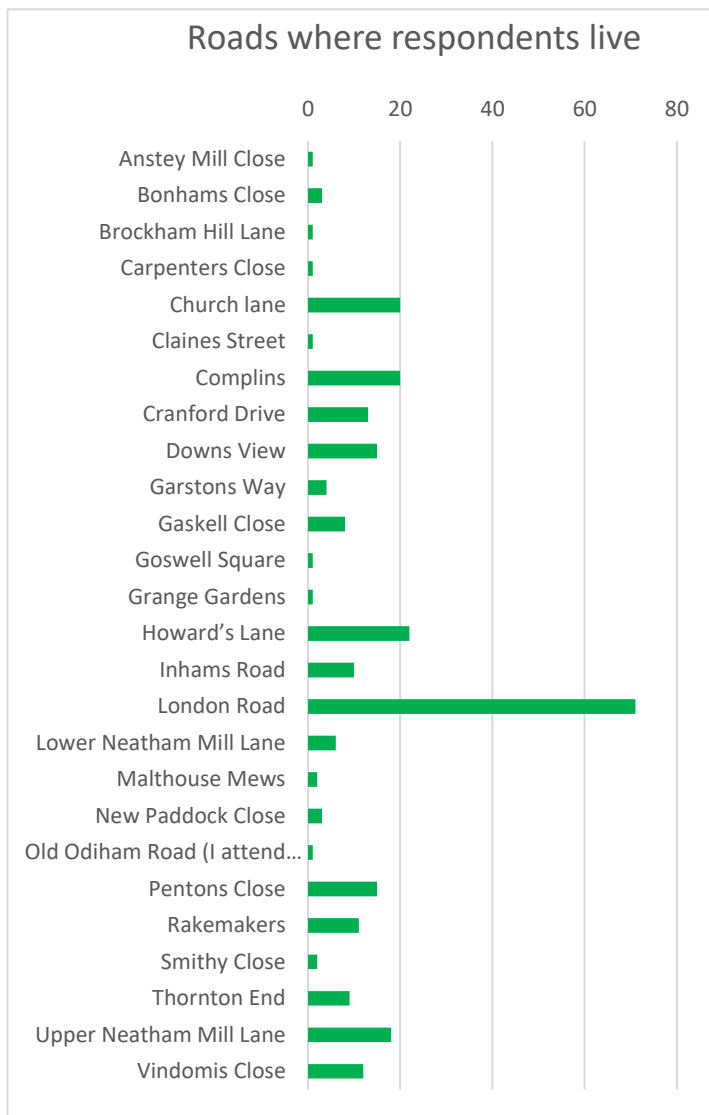 Roads where respondents live
0 20 40 60 80
Anstey Mill Close
Bonhams Close
Brockham Hill Lane
Carpenters Close
Church lane
Claines Street
Complins
Cranford Drive
Downs View
Garstons Way
Gaskell Close
Goswell Square
Grange Gardens
Howard’s Lane
Inhams Road
London Road
Lower Neatham Mill Lane
Malthouse Mews
New Paddock Close
Old Odiham Road (I attend...
Pentons Close
Rakemakers
Smithy Close
Thornton End
Upper Neatham Mill Lane
Vindomis Close